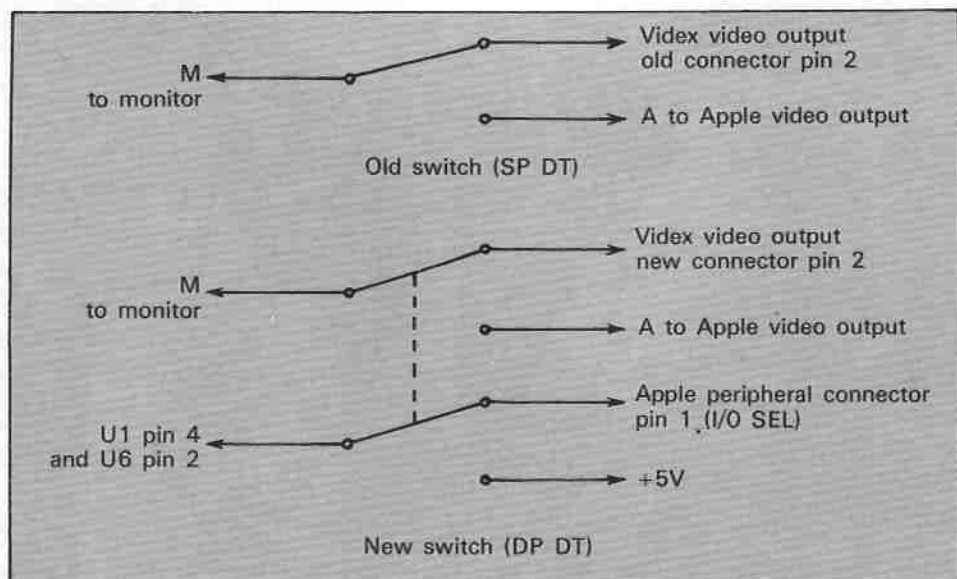 Videx video output
old connector pin 2
M
to monitor
A to Apple video output
Old switch (SP DT)
Videx video output
new connector pin 2
M
to monitor
A to Apple video output
Apple peripheral connector
pin 1 (I/O SEL)
U1 pin 4
and U6 pin 2
+5V
New switch (DP DT)